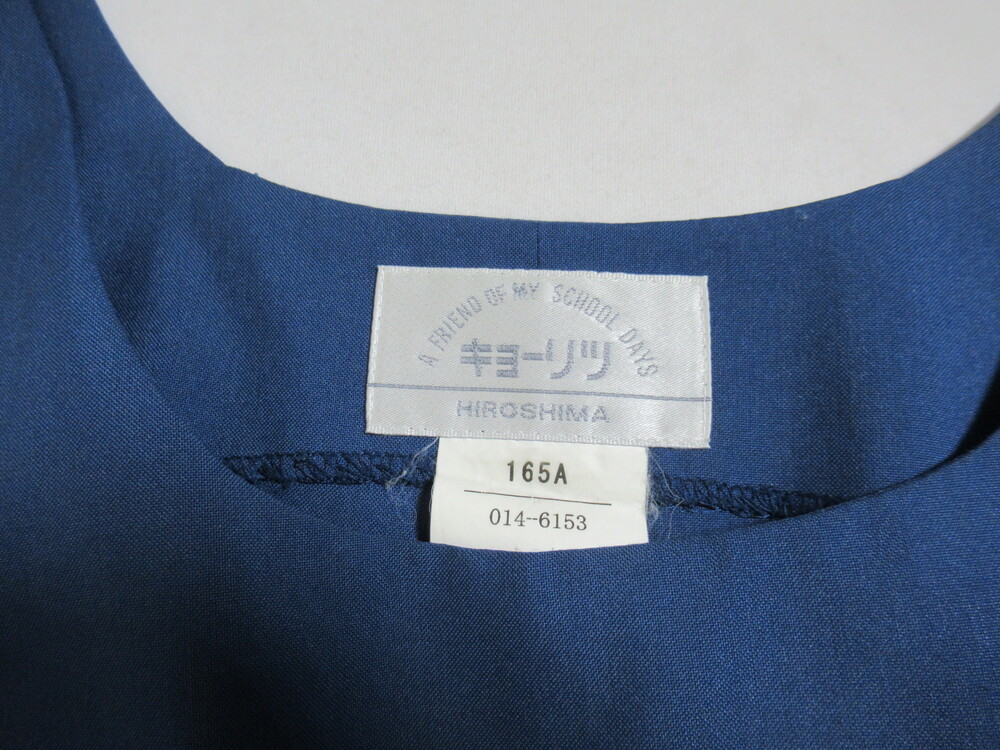 A FRIEND OF MY SCHOOL DAYS
キョーリツ
HIROSHIMA
165A
014-6153